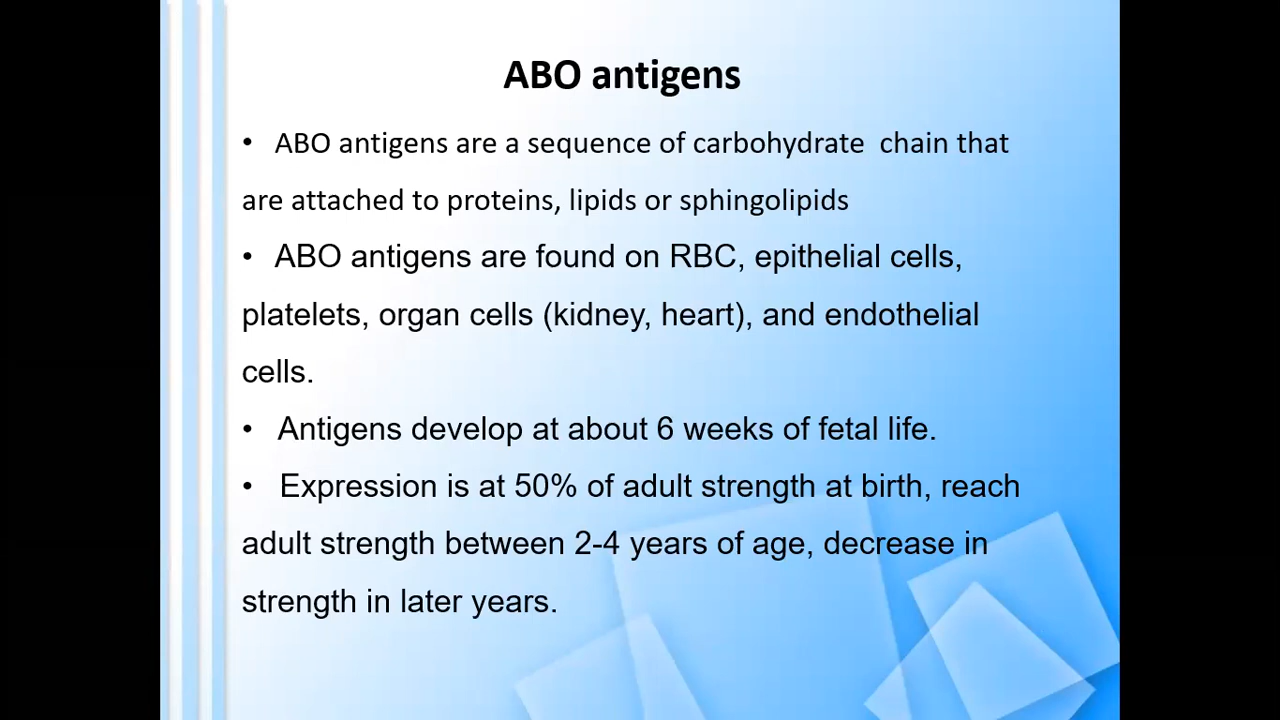 ABO antigens
• ABO antigens are a sequence of carbohydrate  chain that
are attached to proteins, lipids or sphingolipids
• ABO antigens are found on RBC, epithelial cells,
platelets, organ cells (kidney, heart), and endothelial
cells.
• Antigens develop at about 6 weeks of fetal life.
• Expression is at 50% of adult strength at birth, reach
adult strength between 2-4 years of age, decrease in
strength in later years.